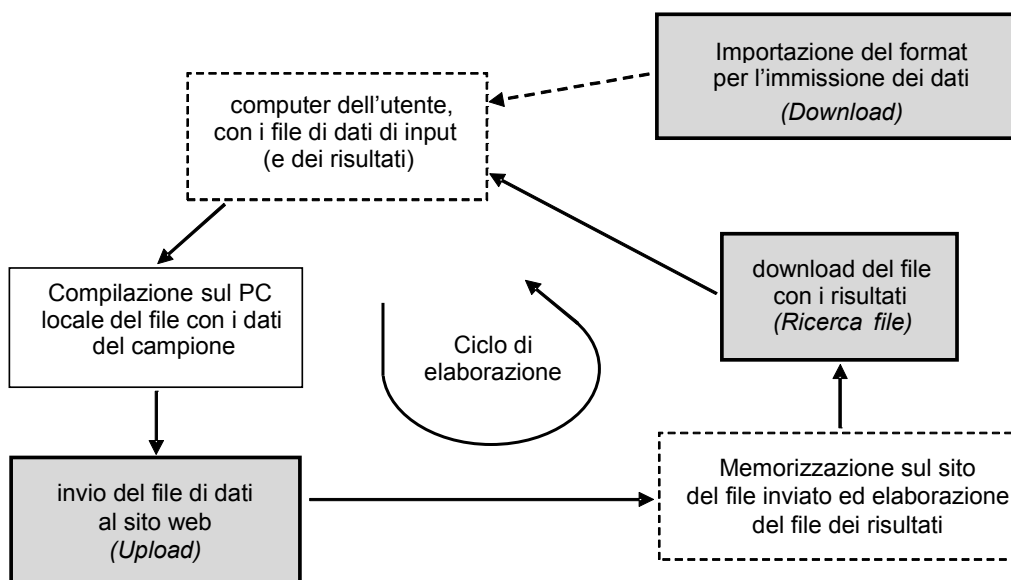 Importazione del format
per l’immissione dei dati
(Download)
computer dell’utente,
con i file di dati di input
(e dei risultati)
download del file
con i risultati
(Ricerca file)
Compilazione sul PC
locale del file con i dati
del campione
Ciclo di
elaborazione
invio del file di dati
al sito web
(Upload)
Memorizzazione sul sito
del file inviato ed elaborazione
del file dei risultati